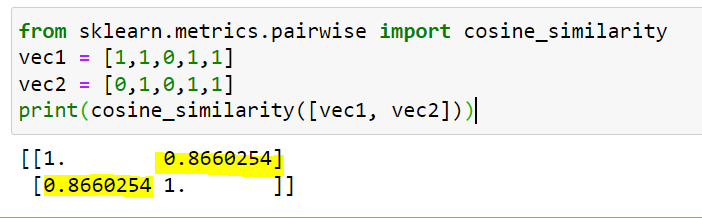 from sklearn.metrics.pairwise import cosine_similarity
vec1 = [1,1,0,1,1]
vec2 = [0,1,0,1,1]
print(cosine_similarity([vec1, vec2]))
[[1.        0.8660254]
 [0.8660254 1.       ]]